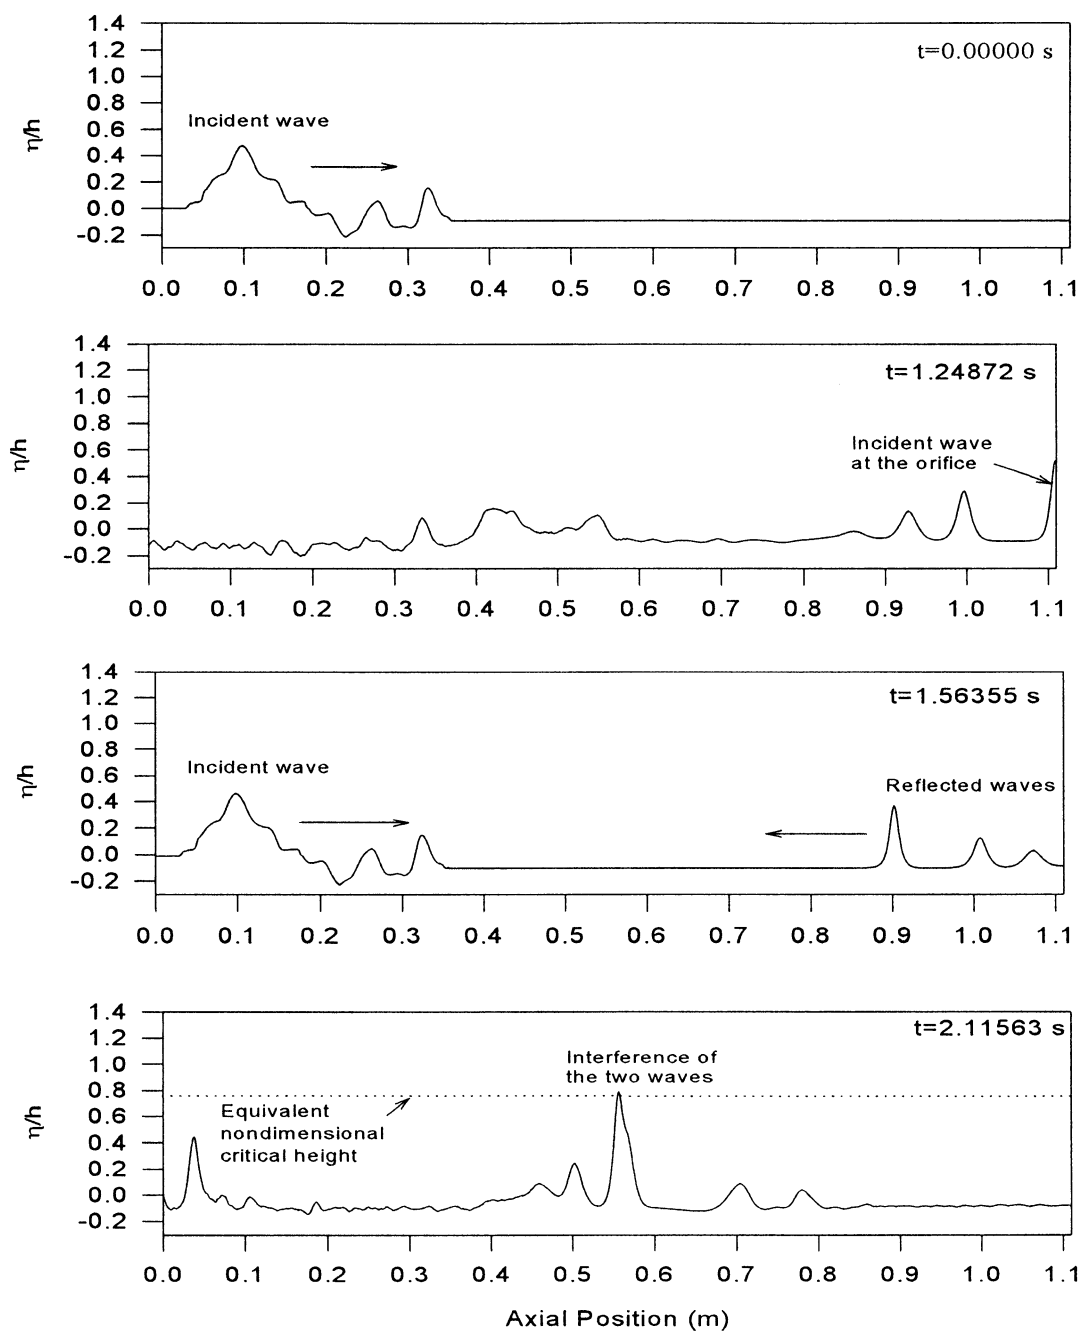 1.4
1.2
1.0
0.8
0.6
0.4
0.2
0.0
-0.2
η/h
t=0.00000 s
Incident wave
0.0 0.1 0.2 0.3 0.4 0.5 0.6 0.7 0.8 0.9 1.0 1.1
1.4
1.2
1.0
0.8
0.6
0.4
0.2
0.0
-0.2
η/h
t=1.24872 s
Incident wave
at the orifice
0.0 0.1 0.2 0.3 0.4 0.5 0.6 0.7 0.8 0.9 1.0 1.1
1.4
1.2
1.0
0.8
0.6
0.4
0.2
0.0
-0.2
η/h
t=1.56355 s
Incident wave
Reflected waves
0.0 0.1 0.2 0.3 0.4 0.5 0.6 0.7 0.8 0.9 1.0 1.1
1.4
1.2
1.0
0.8
0.6
0.4
0.2
0.0
-0.2
η/h
t=2.11563 s
Interference of
the two waves
Equivalent
nondimensional
critical height
0.0 0.1 0.2 0.3 0.4 0.5 0.6 0.7 0.8 0.9 1.0 1.1
Axial Position (m)